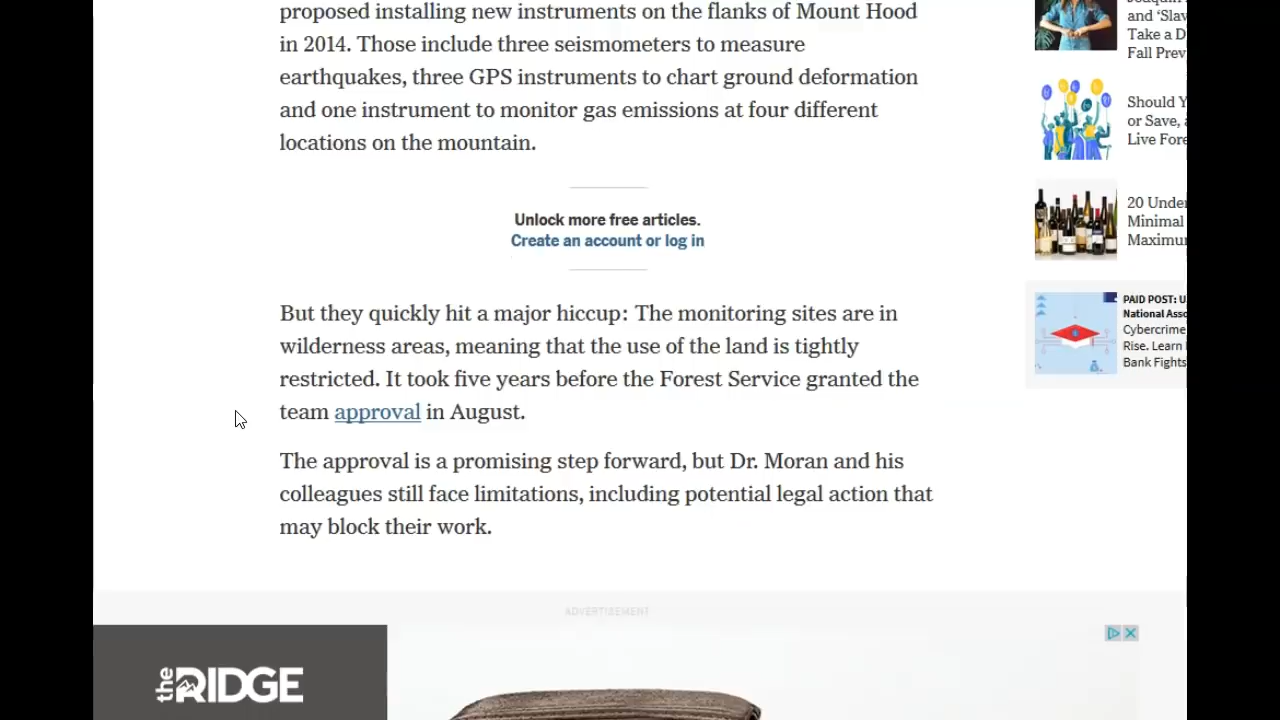 proposed installing new instruments on the flanks of Mount Hood
in 2014. Those include three seismometers to measure
earthquakes, three GPS instruments to chart ground deformation
and one instrument to monitor gas emissions at four different
locations on the mountain.
Unlock more free articles.
Create an account or log in
But they quickly hit a major hiccup: The monitoring sites are in
wilderness areas, meaning that the use of the land is tightly
restricted. It took five years before the Forest Service granted the
team approval in August.
The approval is a promising step forward, but Dr. Moran and his
colleagues still face limitations, including potential legal action that
may block their work.
ADVERTISEMENT
the RIDGE
and ‘Slav
Take a D
Fall Prev
Should Y
or Save,
Live Fore
20 Unde
Minimal
Maximu
PAID POST: U
National Asso
Cybercrime
Rise. Learn
Bank Fights